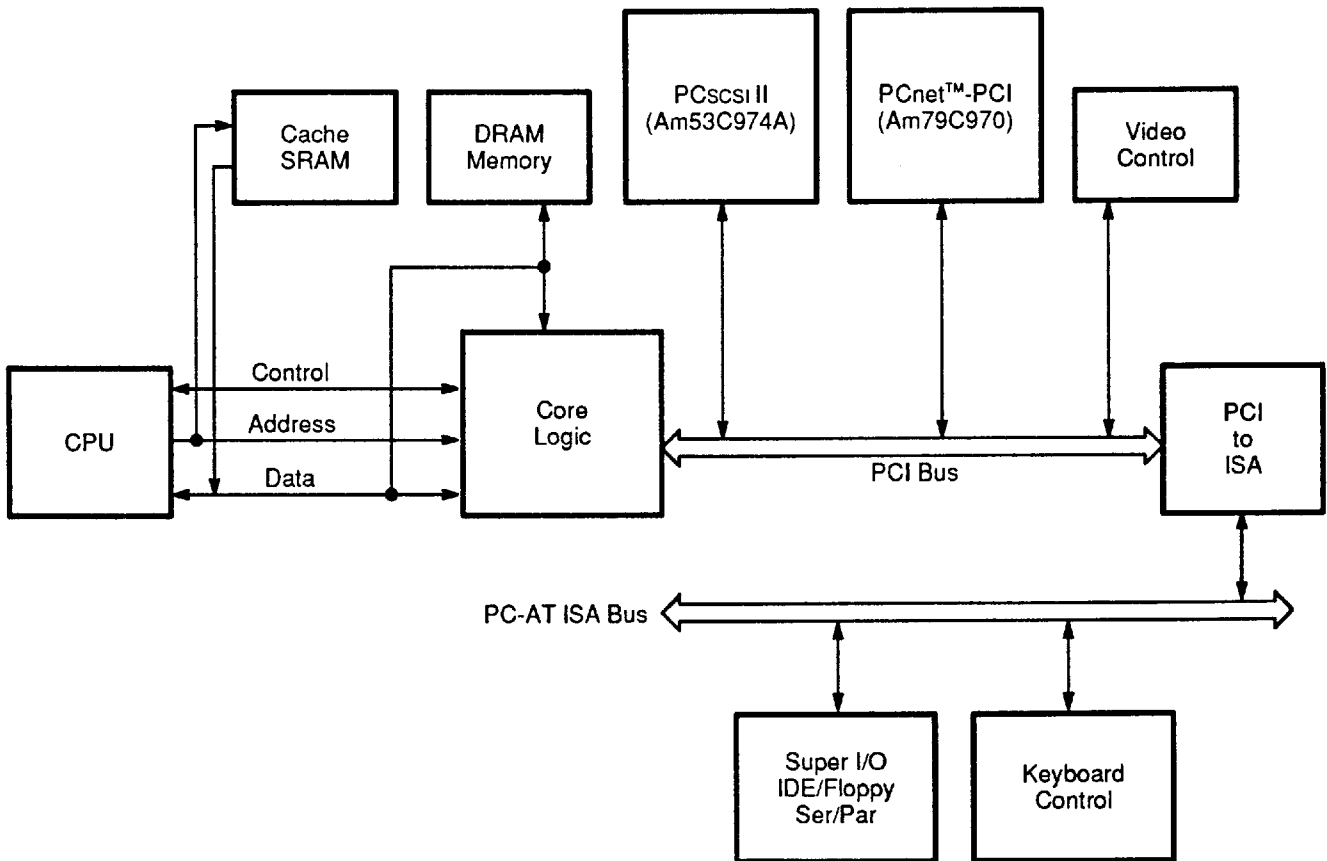 PCSCSI II
(Am53C974A)
PCnet™-PCI
(Am79C970)
Cache
SRAM
DRAM
Memory
Video
Control
Control
CPU
Address
Core
Logic
Data
PCI Bus
PCI
to
ISA
PC-AT ISA Bus
Super I/O
IDE/Floppy
Ser/Par
Keyboard
Control